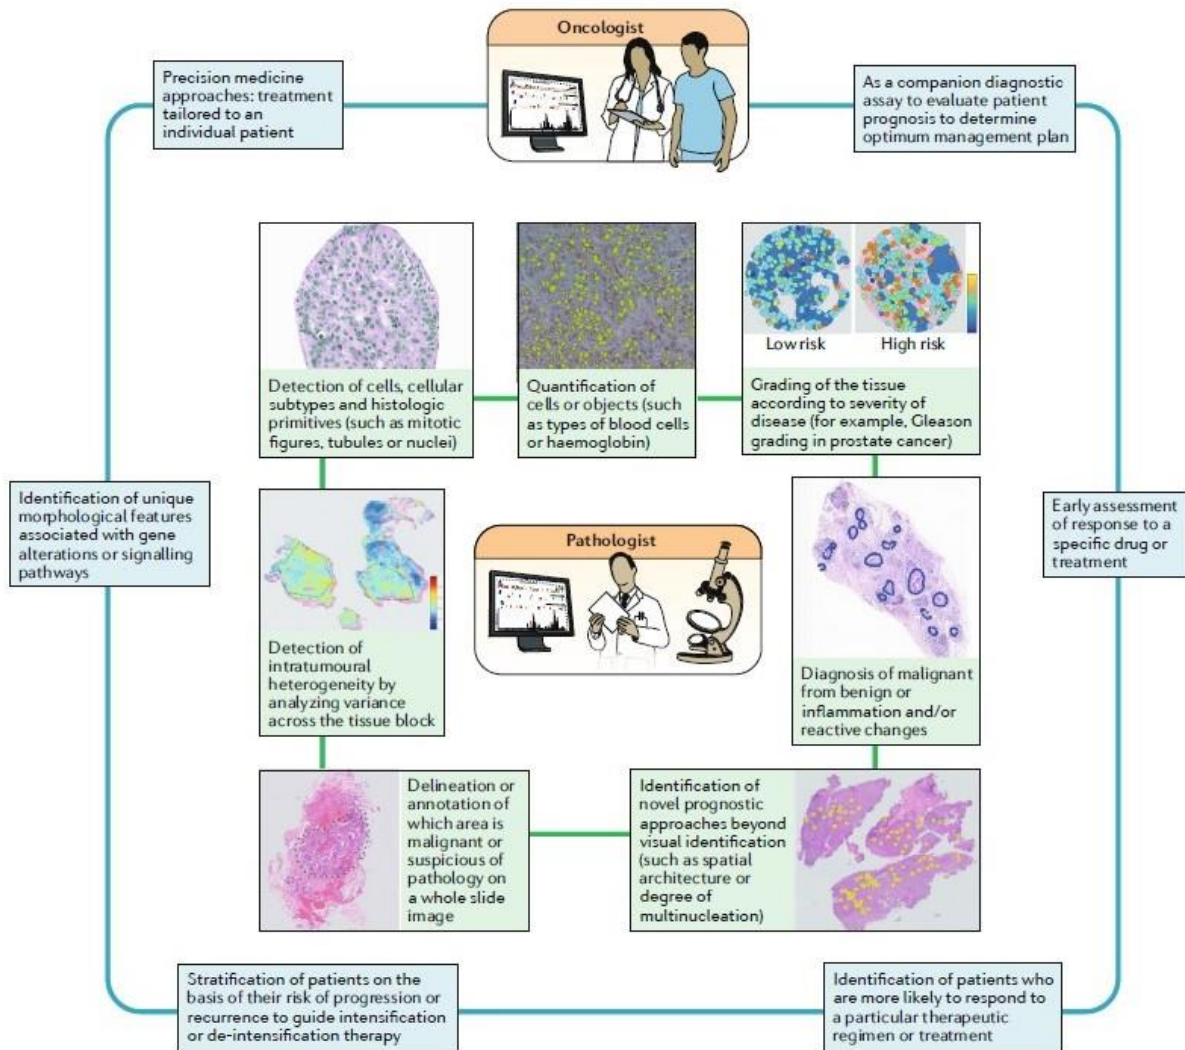 Oncologist
Precision medicine
approaches: treatment
tailored to an
individual patient
As a companion diagnostic
assay to evaluate patient
prognosis to determine
optimum management plan
Low risk
High risk
Detection of cells, cellular
subtypes and histologic
primitives (such as mitotic
figures, tubules or nuclei)
Quantification of
cells or objects (such
as types of blood cells
or haemoglobin)
Grading of the tissue
according to severity of
disease (for example, Gleason
grading in prostate cancer)
Identification of unique
morphological features
associated with gene
alterations or signalling
pathways
Pathologist
Early assessment
of response to a
specific drug or
treatment
Detection of
intratumoural
heterogeneity by
analyzing variance
across the tissue block
Diagnosis of malignant
from benign or
inflammation and/or
reactive changes
Delineation or
annotation of
which area is
malignant or
suspicious of
pathology on
a whole slide
image
Identification of
novel prognostic
approaches beyond
visual identification
(such as spatial
architecture or
degree of
multinucleation)
Stratification of patients on the
basis of their risk of progression or
recurrence to guide intensification
or de-intensification therapy
Identification of patients who
are more likely to respond to
a particular therapeutic
regimen or treatment